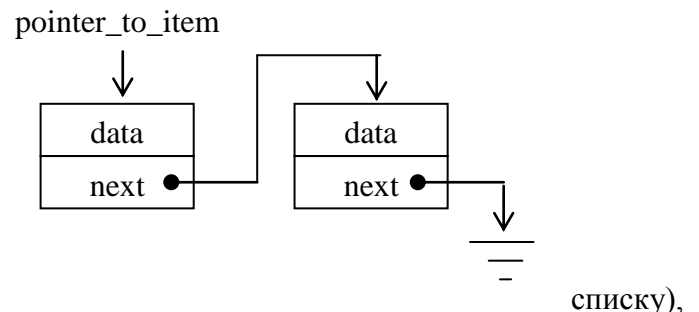 pointer_to_item
data
data
next
next
списку),